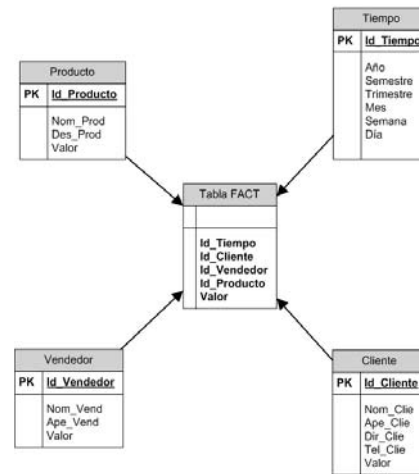 Tiempo
PK Id_Tiempo
Año
Semestre
Trimestre
Mes
Semana
Día
Producto
PK Id_Producto
Nom_Prod
Des_Prod
Valor
Tabla FACT
Id_Tiempo
Id_Cliente
Id_Vendedor
Id_Producto
Valor
Vendedor
PK Id_Vendedor
Nom_Vend
Ape_Vend
Valor
Cliente
PK Id_Cliente
Nom_Clie
Ape_Clie
Dir_Clie
Tel_Clie
Valor